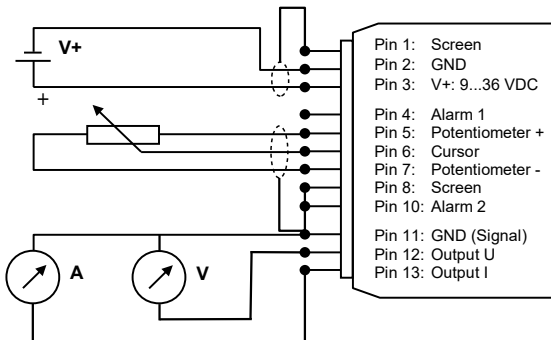 V+
+
A
V
Pin 1: Screen
Pin 2: GND
Pin 3: V+: 9...36 VDC
Pin 4: Alarm 1
Pin 5: Potentiometer +
Pin 6: Cursor
Pin 7: Potentiometer -
Pin 8: Screen
Pin 10: Alarm 2
Pin 11: GND (Signal)
Pin 12: Output U
Pin 13: Output I